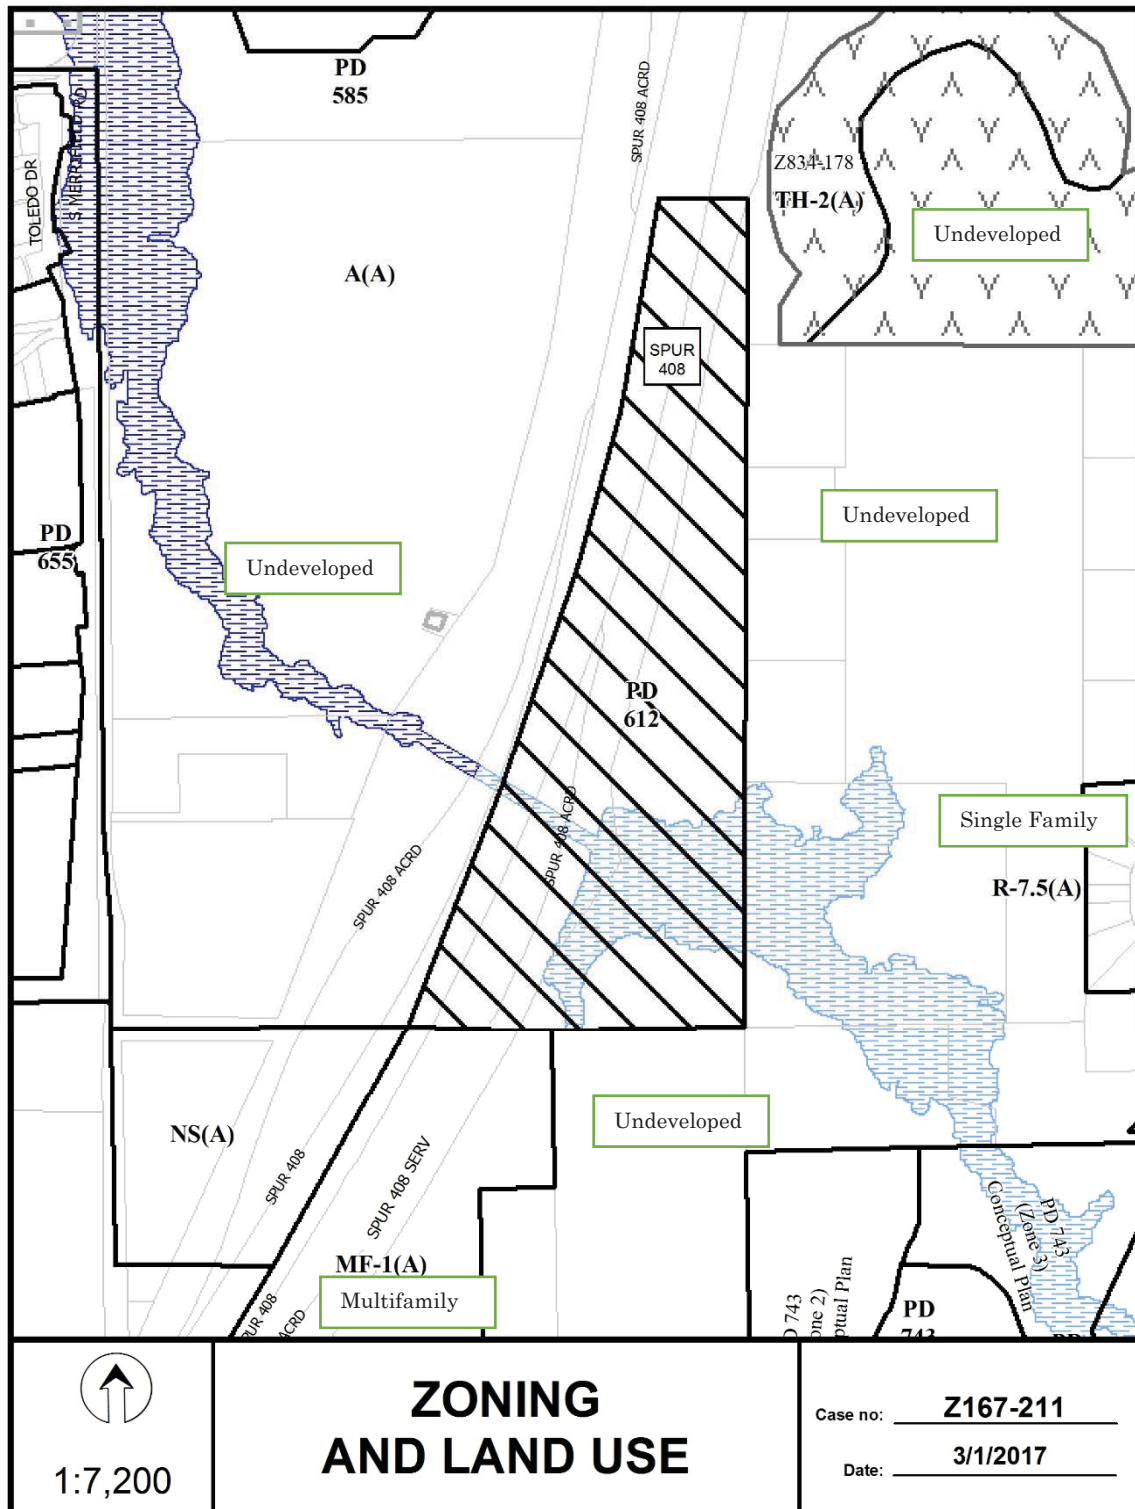 PD
585
SPUR 408 ACRD
S MERRIFIELD RD
TOLEDO DR
Z834-178
TH-2(A)
Undeveloped
A(A)
SPUR
408
Undeveloped
PD
655
Undeveloped
PD
612
SPUR 408 ACRD
SPUR 408 ACRD
Single Family
R-7.5(A)
Undeveloped
NS(A)
SPUR 408
SPUR 408 SERV
MF-1(A)
Multifamily
PD 743
(Zone 3)
Conceptual Plan
PD
743
ZONING
AND LAND USE
1:7,200
Case no: Z167-211
Date: 3/1/2017